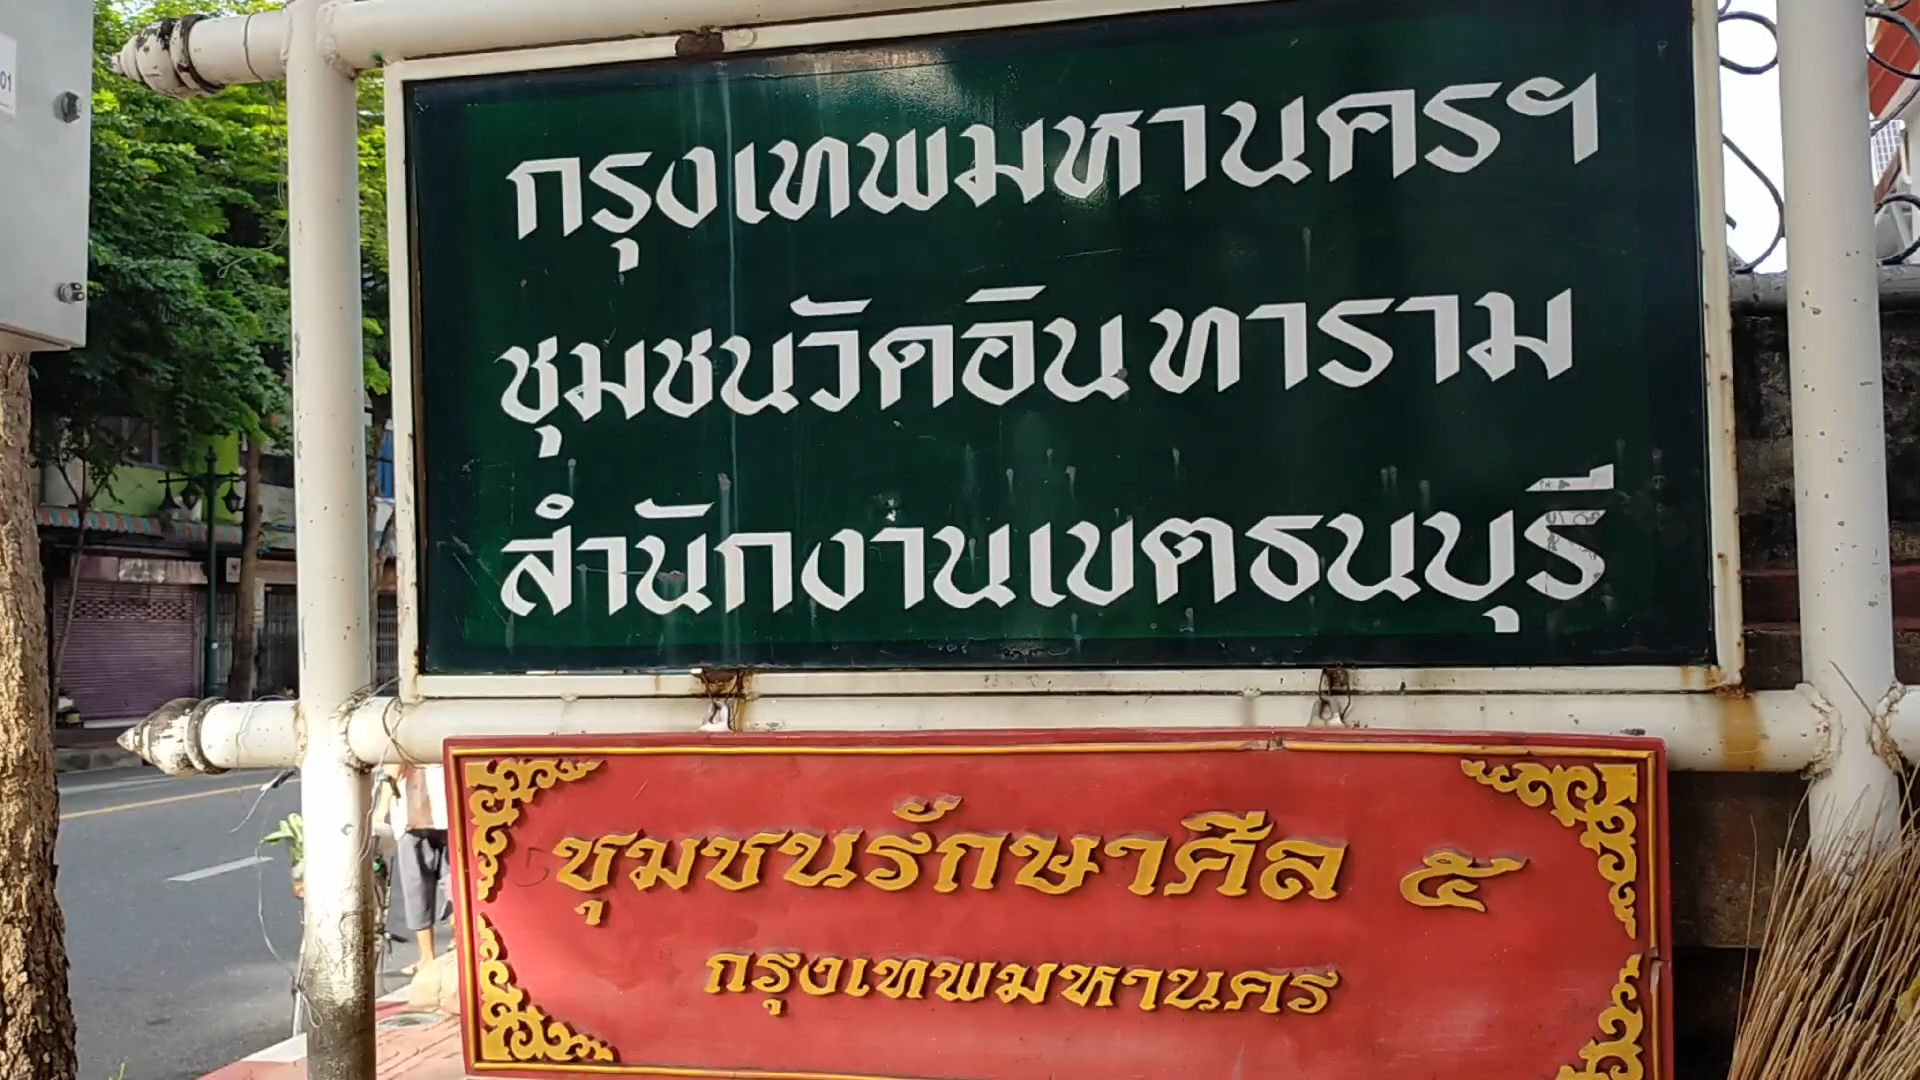 01
กรุงเทพมหานครฯ
ชุมชนวัดอินทาราม
สำนักงานเขตธนบุรี
ชุมชนรักษาศีล ๕
กรุงเทพมหานคร